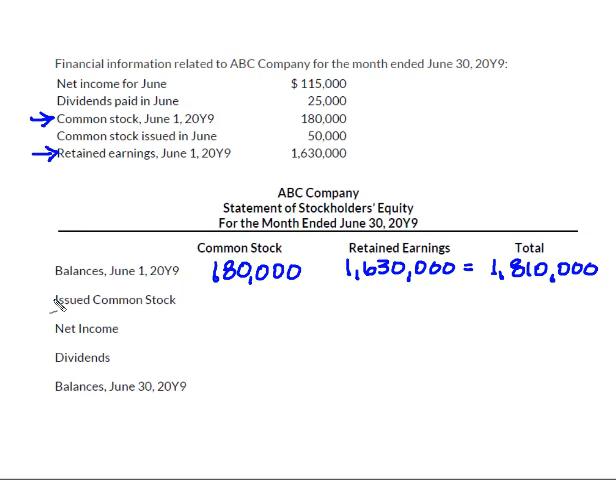 Financial information related to ABC Company for the month ended June 30, 20Y9:
Net income for June $ 115,000
Dividends paid in June 25,000
Common stock, June 1, 20Y9 180,000
Common stock issued in June 50,000
Retained earnings, June 1, 20Y9 1,630,000
ABC Company
Statement of Stockholders' Equity
For the Month Ended June 30, 20Y9
Common Stock Retained Earnings Total
Balances, June 1, 20Y9 180,000 1,630,000 = 1,810,000
Issued Common Stock
Net Income
Dividends
Balances, June 30, 20Y9